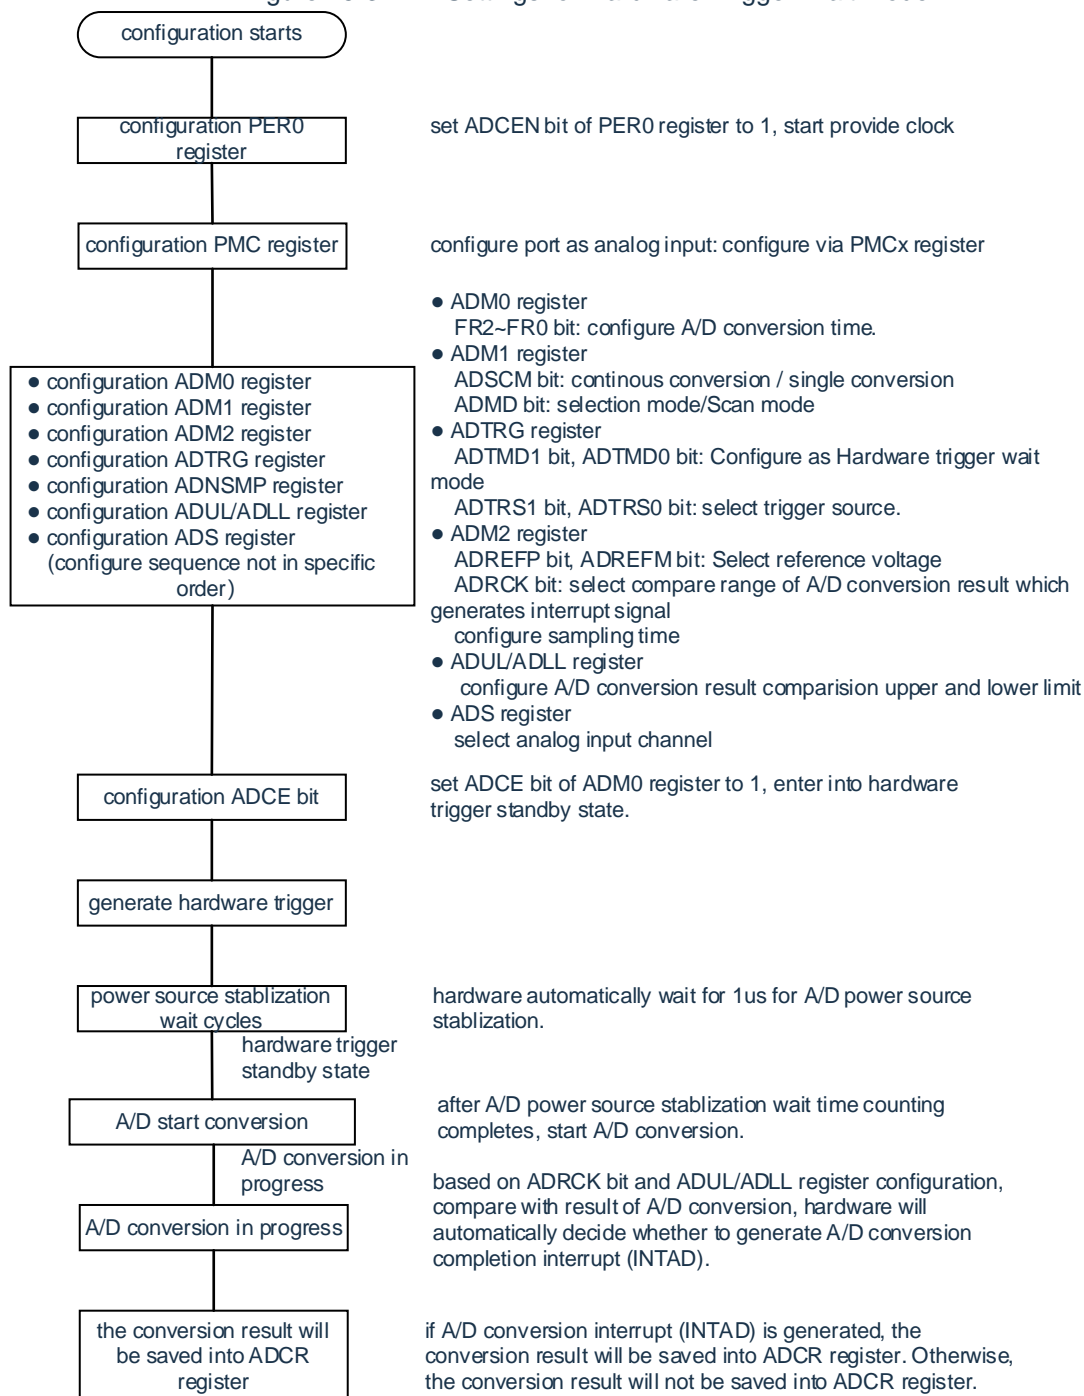 configuration starts
configuration PER0
register
set ADCEN bit of PER0 register to 1, start provide clock
configuration PMC register
configure port as analog input: configure via PMCx register
● configuration ADM0 register
● configuration ADM1 register
● configuration ADM2 register
● configuration ADTRG register
● configuration ADNSMP register
● configuration ADUL/ADLL register
● configuration ADS register
(configure sequence not in specific
order)
● ADM0 register
FR2~FR0 bit: configure A/D conversion time.
● ADM1 register
ADSCM bit: continous conversion / single conversion
ADMD bit: selection mode/Scan mode
● ADTRG register
ADTMD1 bit, ADTMD0 bit: Configure as Hardware trigger wait
mode
ADTRS1 bit, ADTRS0 bit: select trigger source.
● ADM2 register
ADREFP bit, ADREFM bit: Select reference voltage
ADRCK bit: select compare range of A/D conversion result which
generates interrupt signal
configure sampling time
● ADUL/ADLL register
configure A/D conversion result comparision upper and lower limit
● ADS register
select analog input channel
configuration ADCE bit
set ADCE bit of ADM0 register to 1, enter into hardware
trigger standby state.
generate hardware trigger
power source stablization
wait cycles
hardware automatically wait for 1us for A/D power source
stablization.
hardware trigger
standby state
A/D start conversion
after A/D power source stablization wait time counting
completes, start A/D conversion.
A/D conversion in
progress
A/D conversion in progress
based on ADRCK bit and ADUL/ADLL register configuration,
compare with result of A/D conversion, hardware will
automatically decide whether to generate A/D conversion
completion interrupt (INTAD).
the conversion result will
be saved into ADCR
register
if A/D conversion interrupt (INTAD) is generated, the
conversion result will be saved into ADCR register. Otherwise,
the conversion result will not be saved into ADCR register.